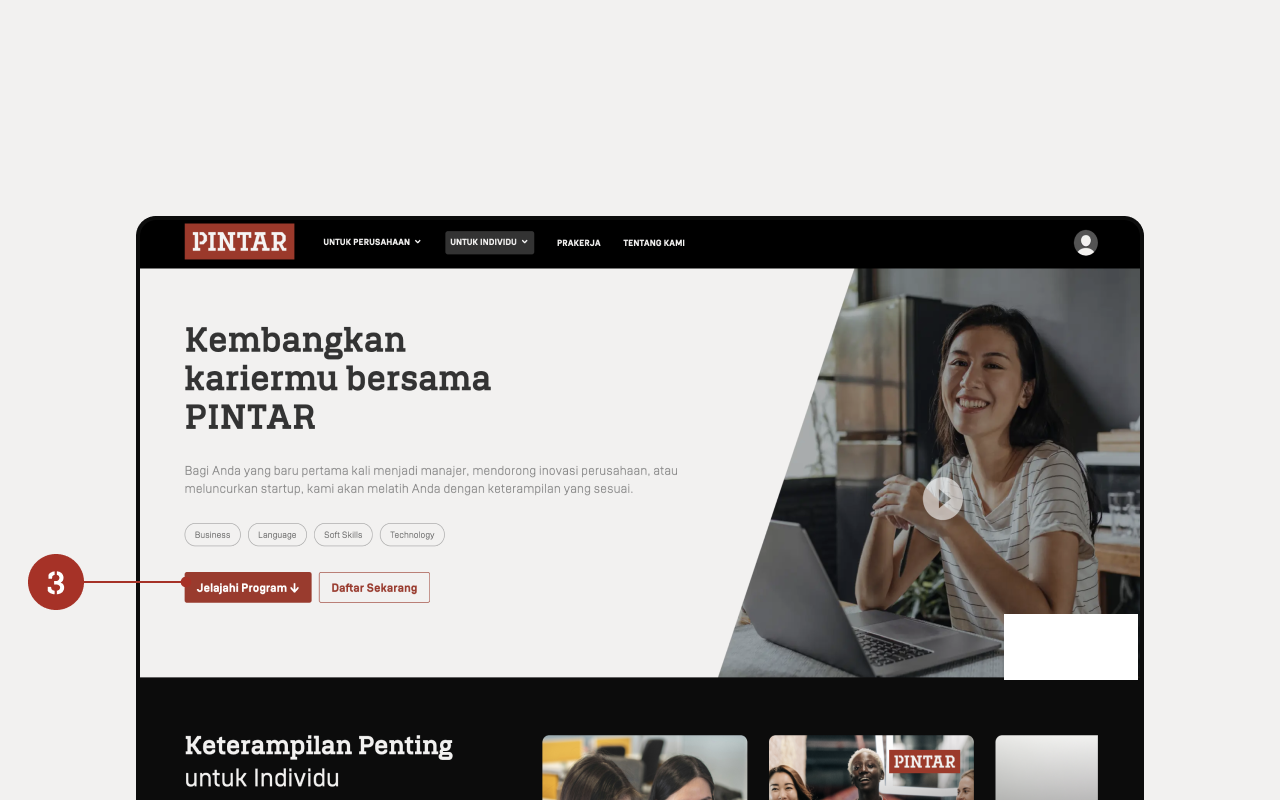 PINTAR
UNTUK PERUSAHAAN
UNTUK INDIVIDU
PRAKERJA
TENTANG KAMI
Kembangkan
kariermu bersama
PINTAR
Bagi Anda yang baru pertama kali menjadi manajer, mendorong inovasi perusahaan, atau
meluncurkan startup, kami akan melatih Anda dengan keterampilan yang sesuai.
Business
Language
Soft Skills
Technology
3
Jelajahi Program ↓
Daftar Sekarang
Keterampilan Penting
untuk Individu
PINTAR